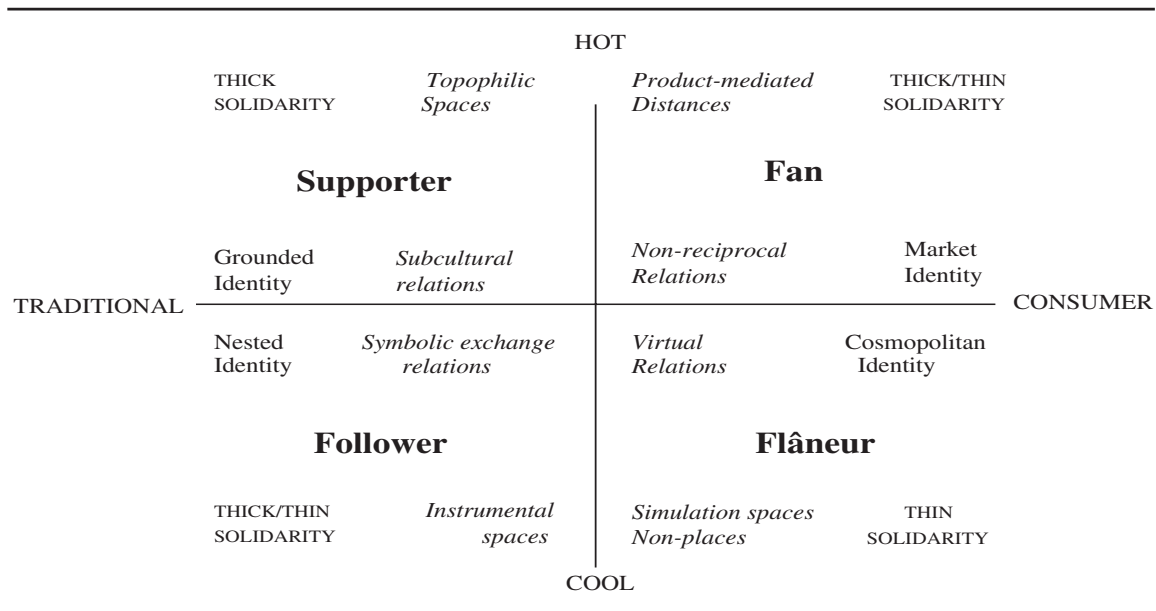 HOT
THICK
SOLIDARITY
Topophilic
Spaces
Product-mediated
Distances
THICK/THIN
SOLIDARITY
Supporter
Fan
Grounded
Identity
Subcultural
relations
Non-reciprocal
Relations
Market
Identity
TRADITIONAL
CONSUMER
Nested
Identity
Symbolic exchange
relations
Virtual
Relations
Cosmopolitan
Identity
Follower
Flâneur
THICK/THIN
SOLIDARITY
Instrumental
spaces
Simulation spaces
Non-places
THIN
SOLIDARITY
COOL